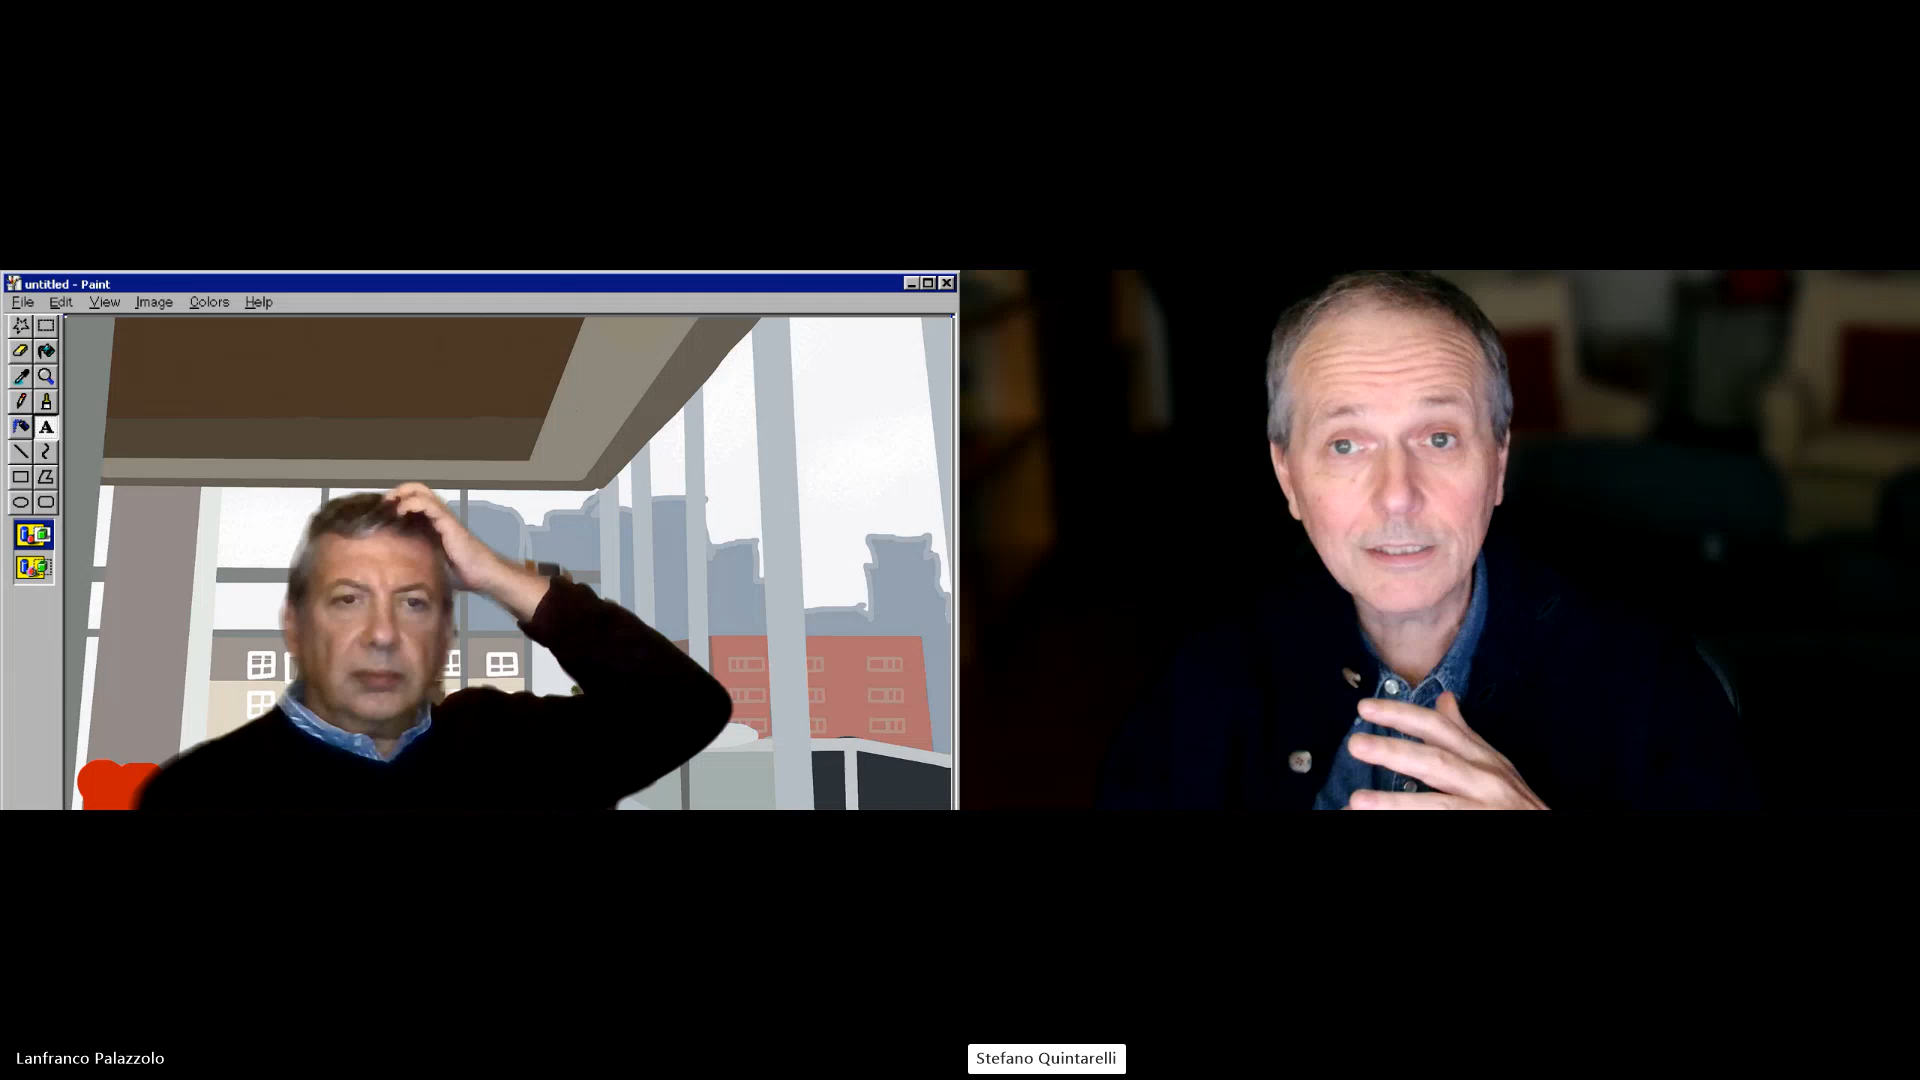 untitled - Paint
File Edit View Image Colors Help
A
Lanfranco Palazzolo
Stefano Quintarelli